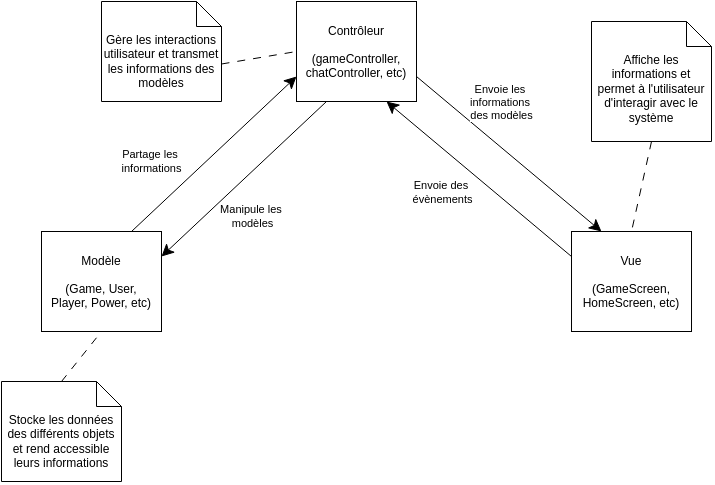 Gère les interactions
utilisateur et transmet
les informations des
modèles
Contrôleur
(gameController,
chatController, etc)
Affiche les
informations et
permet à l'utilisateur
d'interagir avec le
système
Envoie les
informations
des modèles
Partage les
informations
Envoie des
évènements
Manipule les
modèles
Modèle
(Game, User,
Player, Power, etc)
Vue
(GameScreen,
HomeScreen, etc)
Stocke les données
des différents objets
et rend accessible
leurs informations